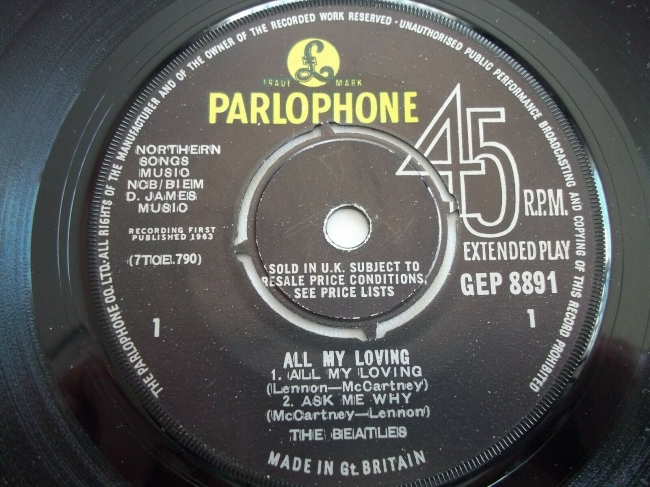 THE PARLOPHONE CO.LTD. ALL RIGHTS OF THE MANUFACTURER AND OF THE OWNER OF THE RECORDED WORK RESERVED · UNAUTHORISED PUBLIC PERFORMANCE BROADCASTING AND COPYING OF THIS RECORD PROHIBITED
£
TRADE MARK
PARLOPHONE
45
R.P.M.
EXTENDED PLAY
GEP 8891
1
NORTHERN
SONGS
MUSIC
NCB/BIEM
D. JAMES
MUSIC
RECORDING FIRST
PUBLISHED 1963
(7TCE.790)
1
SOLD IN U.K. SUBJECT TO
RESALE PRICE CONDITIONS,
SEE PRICE LISTS
ALL MY LOVING
1. ALL MY LOVING
(Lennon—McCartney)
2. ASK ME WHY
(McCartney—Lennon)
THE BEATLES
MADE IN Gt. BRITAIN